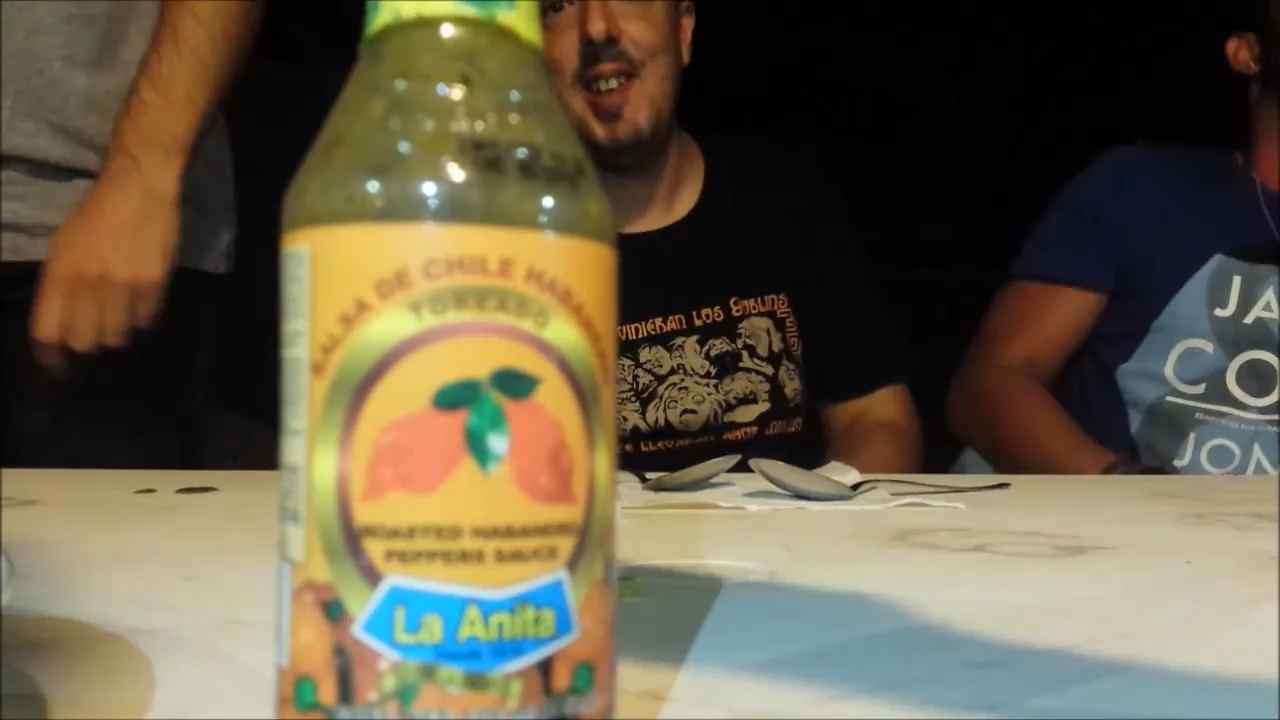 SALSA DE CHILE HABANERO
TOREADO
ROASTED HABANERO
PEPPERS SAUCE
La Anita
VINIERAN LOS GOBLINS
JA
CO
JON